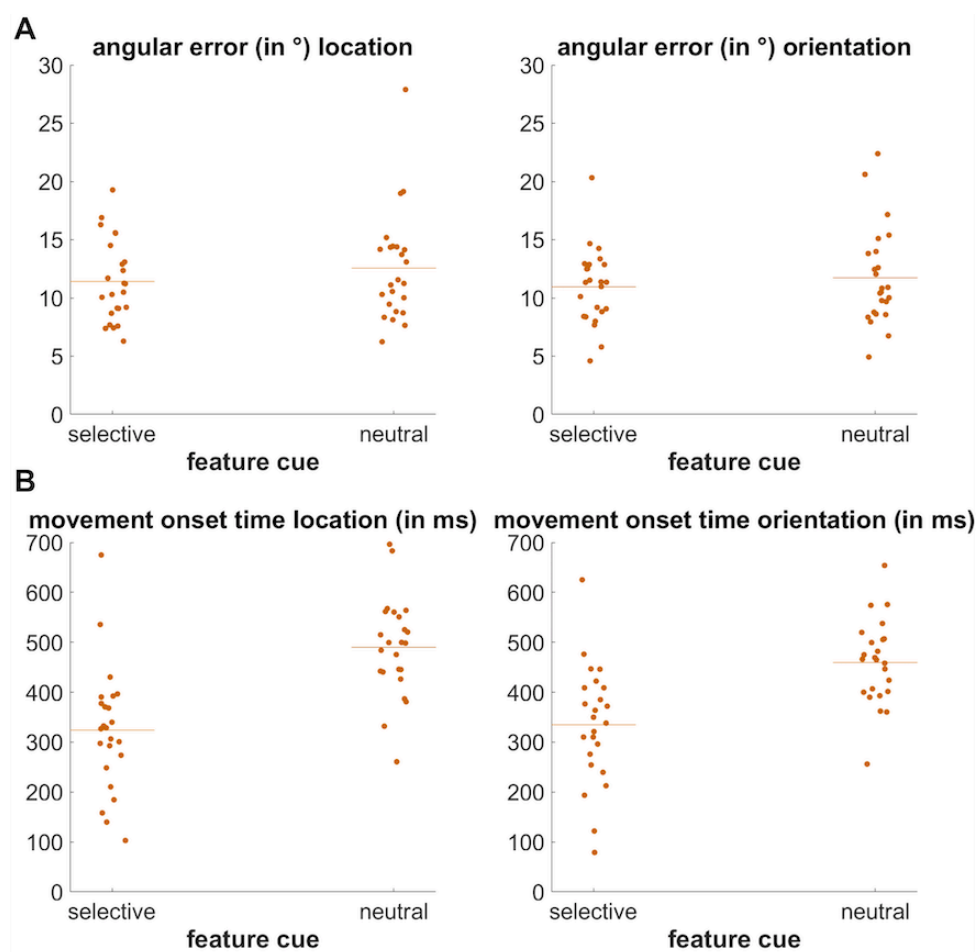 A
angular error (in °) location
30
25
20
15
10
5
0
selective
neutral
feature cue
angular error (in °) orientation
30
25
20
15
10
5
0
selective
neutral
feature cue
B
movement onset time location (in ms)
700
600
500
400
300
200
100
0
selective
neutral
feature cue
movement onset time orientation (in ms)
700
600
500
400
300
200
100
0
selective
neutral
feature cue